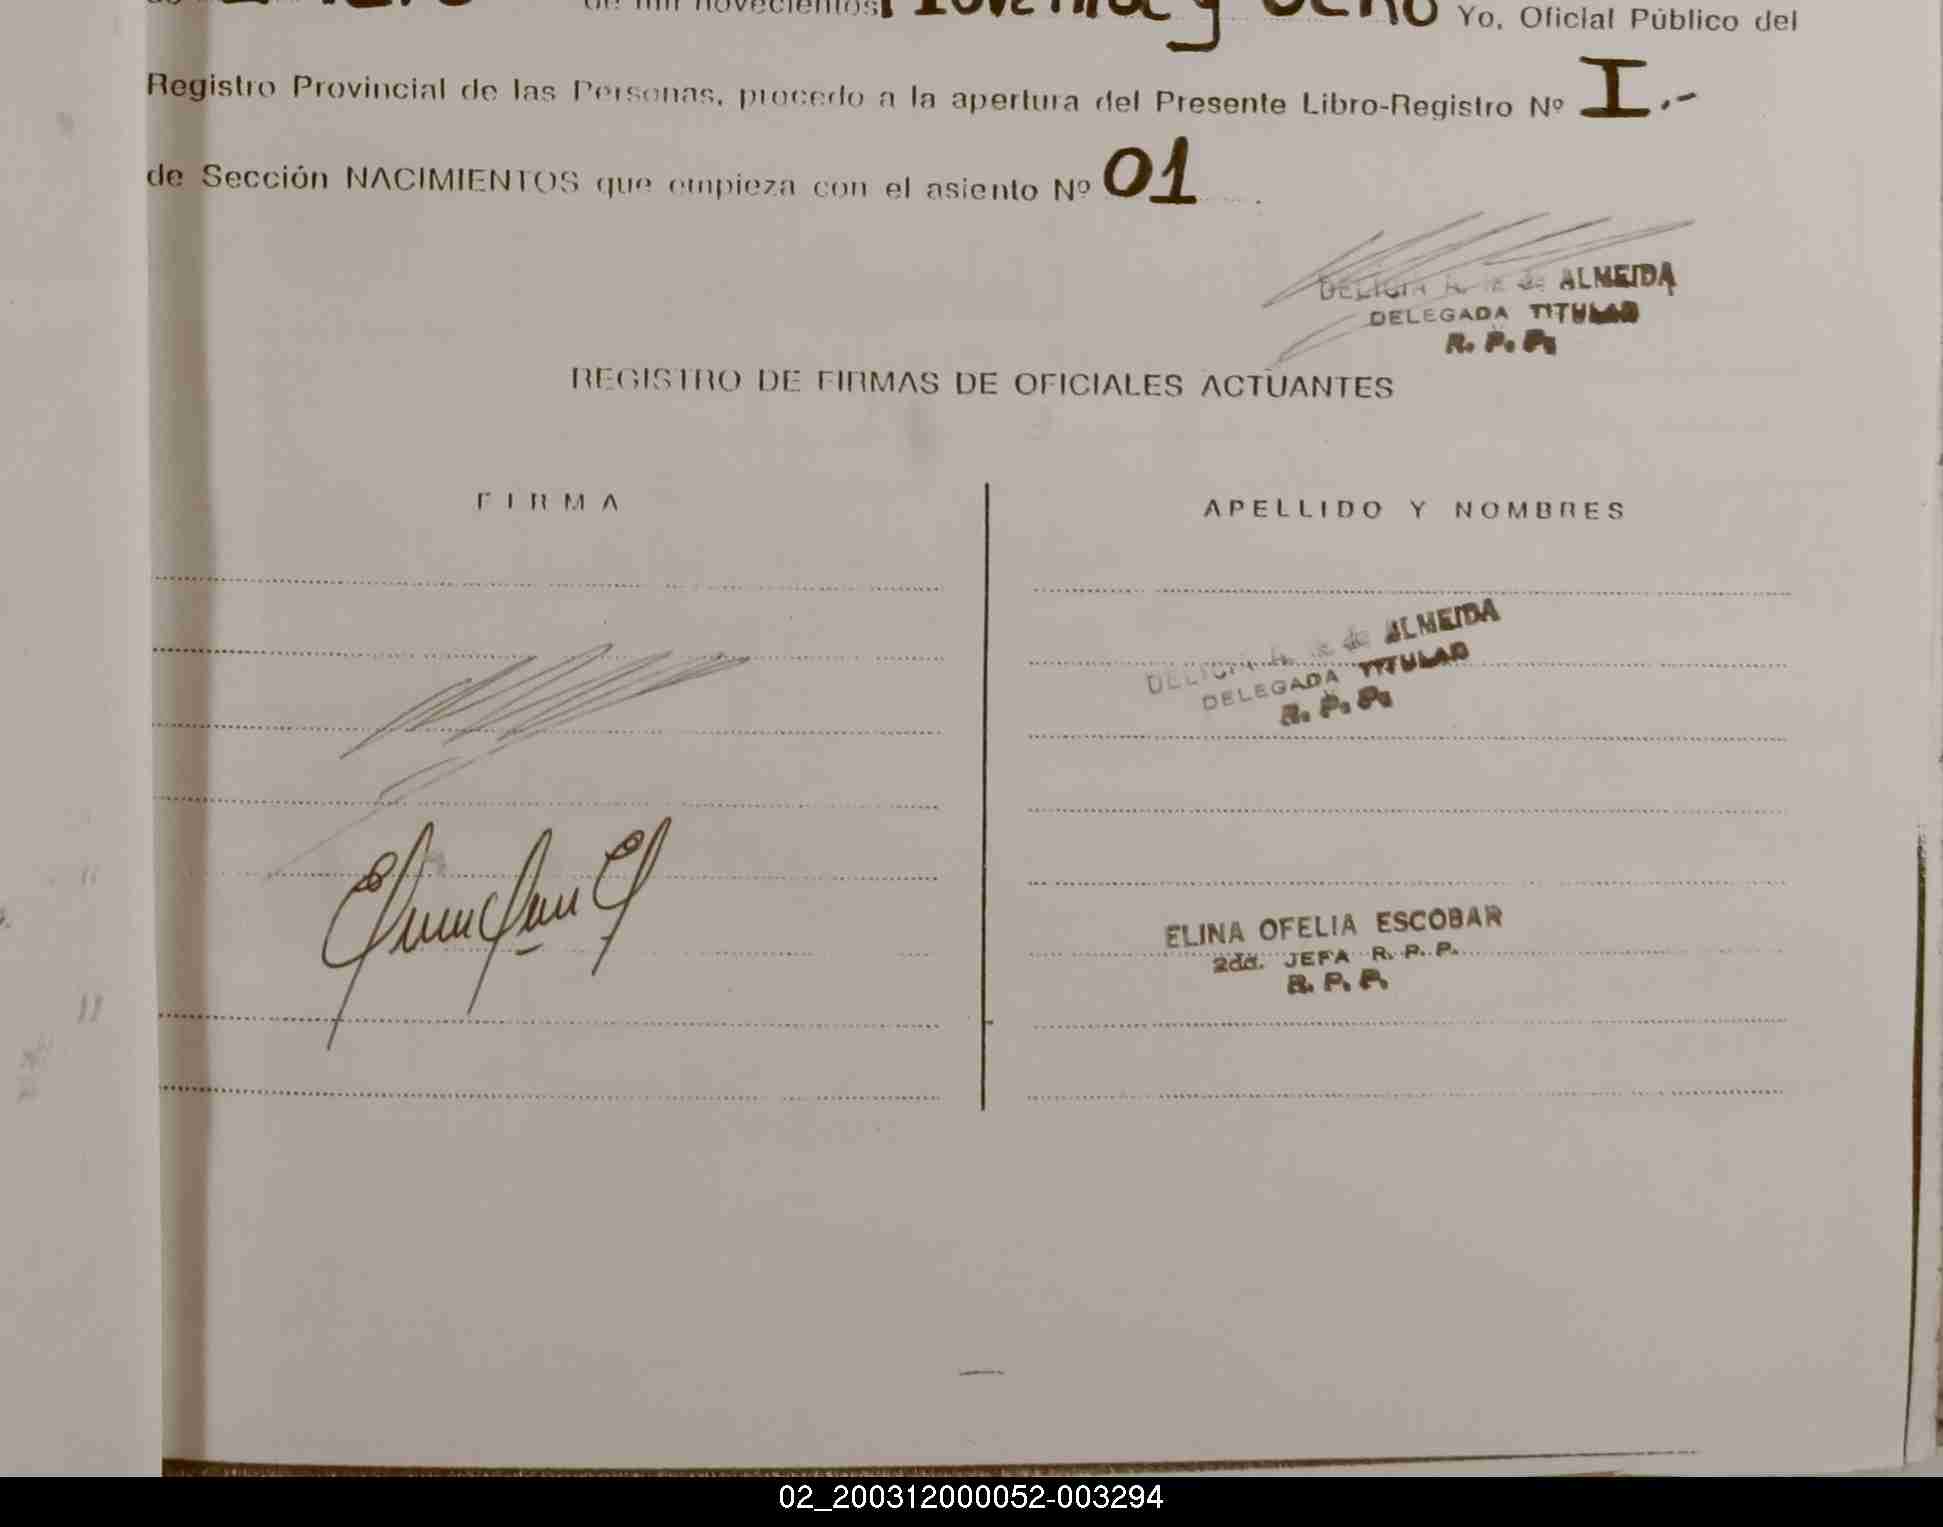 de mil novecientos Noventa y Ocho Yo, Oficial Público del
Registro Provincial de las Personas, procedo a la apertura del Presente Libro-Registro Nº I.-
de Sección NACIMIENTOS que empieza con el asiento Nº 01.
de ALMEIDA
DELEGADA TITULAR
R. P. P.
REGISTRO DE FIRMAS DE OFICIALES ACTUANTES
FIRMA
APELLIDO Y NOMBRES
de ALMEIDA
DELEGADA TITULAR
R. P. P.
ELINA OFELIA ESCOBAR
2da. JEFA R. P. P.
R. P. P.
02_200312000052-003294